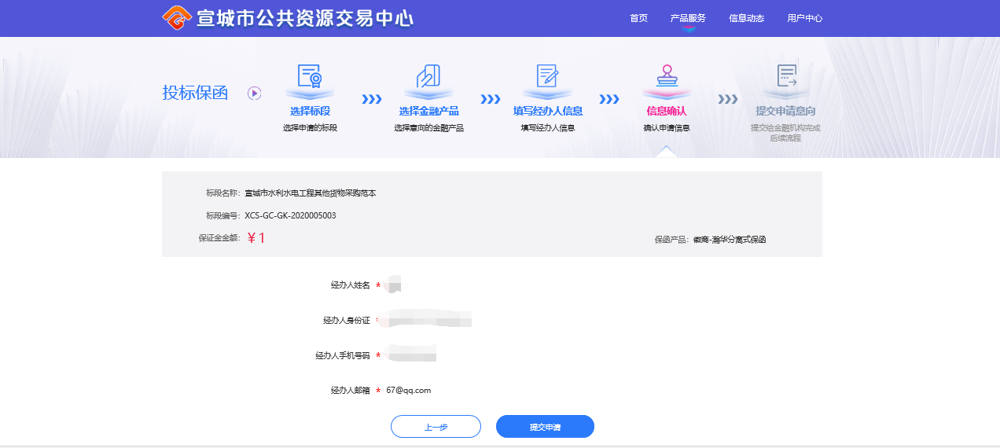 宣城市公共资源交易中心
首页 产品服务 信息动态 用户中心
投标保函
选择标段 选择金融产品 填写经办人信息 信息确认 提交申请意向
选择申请的标段 选择意向的金融产品 填写经办人信息 确认申请信息 提交给金融机构完成
后续流程
标段名称: 宣城市水利水电工程其他货物采购范本
标段编号: XCS-GC-GK-2020005003
保证金金额: ¥1
保函产品: 徽商-瀚华分离式保函
经办人姓名 *
经办人身份证
经办人手机号码 *
经办人邮箱 * 67@qq.com
上一步 提交申请